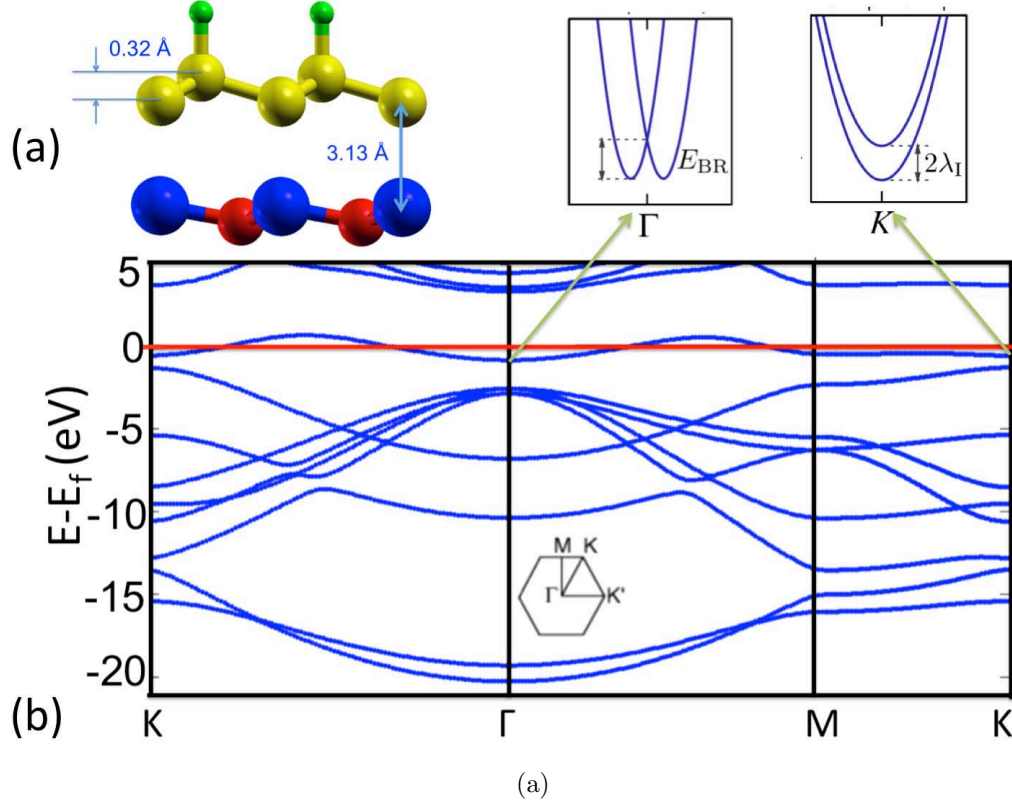 0.32 Å
(a)
3.13 Å
E_BR
2λ_I
Γ
K
5
0
-5
-10
-15
-20
E-E_f (eV)
M K
Γ K'
(b)
K Γ M K
(a)